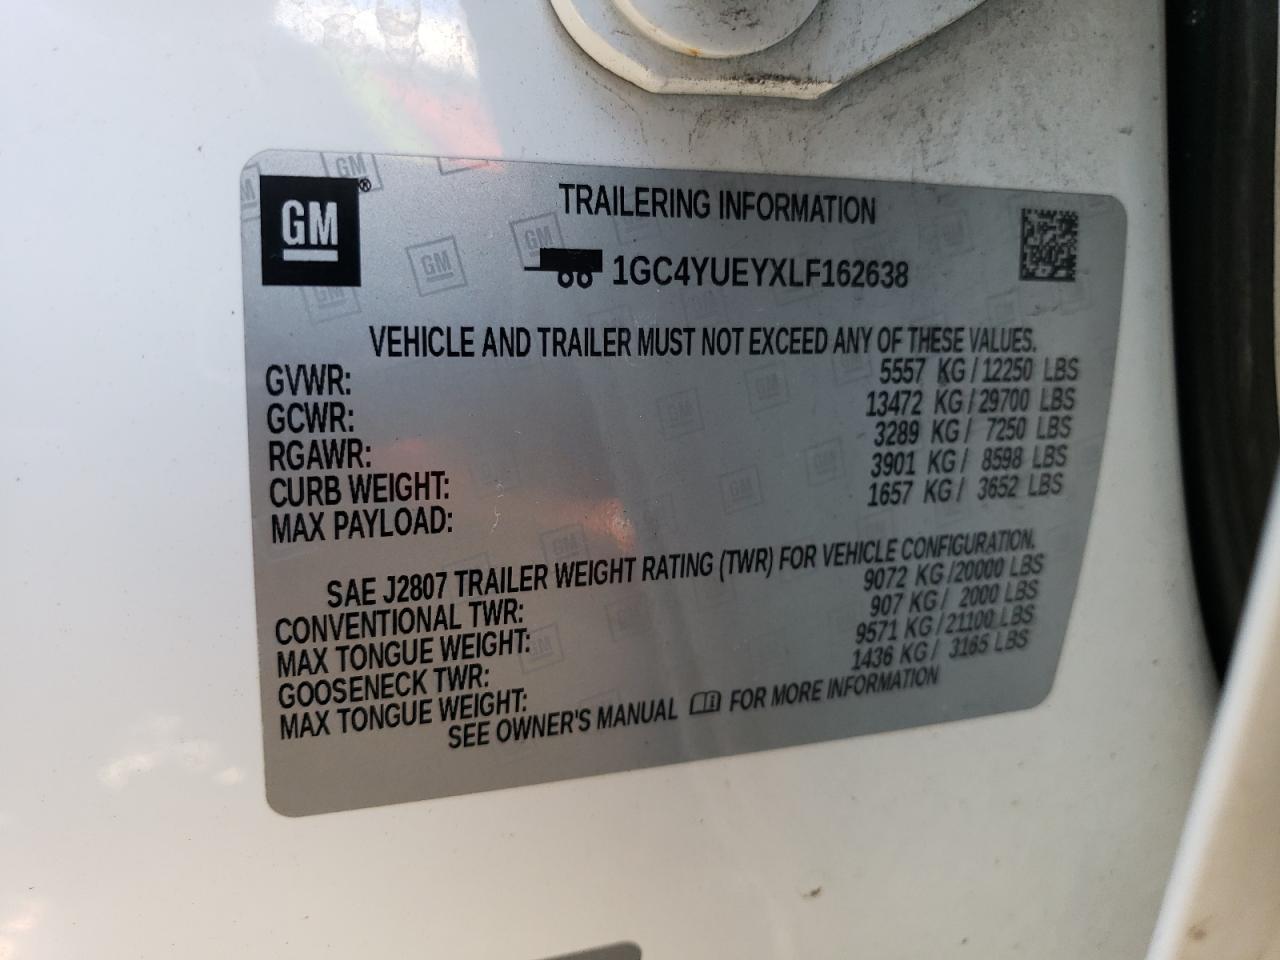 GM®
TRAILERING INFORMATION
1GC4YUEYXLF162638
VEHICLE AND TRAILER MUST NOT EXCEED ANY OF THESE VALUES.
GVWR: 5557 KG/12250 LBS
GCWR: 13472 KG/29700 LBS
RGAWR: 3289 KG/ 7250 LBS
CURB WEIGHT: 3901 KG/ 8598 LBS
MAX PAYLOAD: 1657 KG/ 3652 LBS
SAE J2807 TRAILER WEIGHT RATING (TWR) FOR VEHICLE CONFIGURATION.
CONVENTIONAL TWR: 9072 KG/20000 LBS
MAX TONGUE WEIGHT: 907 KG/ 2000 LBS
GOOSENECK TWR: 9571 KG/21100 LBS
MAX TONGUE WEIGHT: 1436 KG/ 3165 LBS
SEE OWNER'S MANUAL FOR MORE INFORMATION